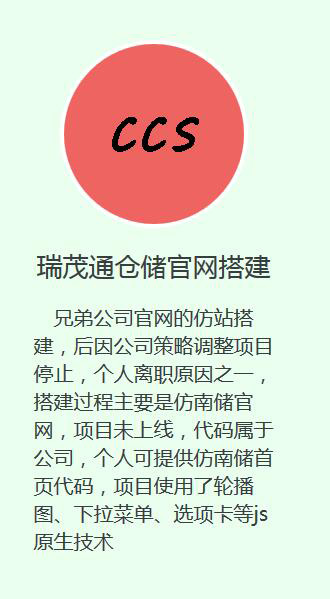 CCS
瑞茂通仓储官网搭建
兄弟公司官网的仿站搭
建，后因公司策略调整项目
停止，个人离职原因之一，
搭建过程主要是仿南储官
网，项目未上线，代码属于
公司，个人可提供仿南储首
页代码，项目使用了轮播
图、下拉菜单、选项卡等js
原生技术